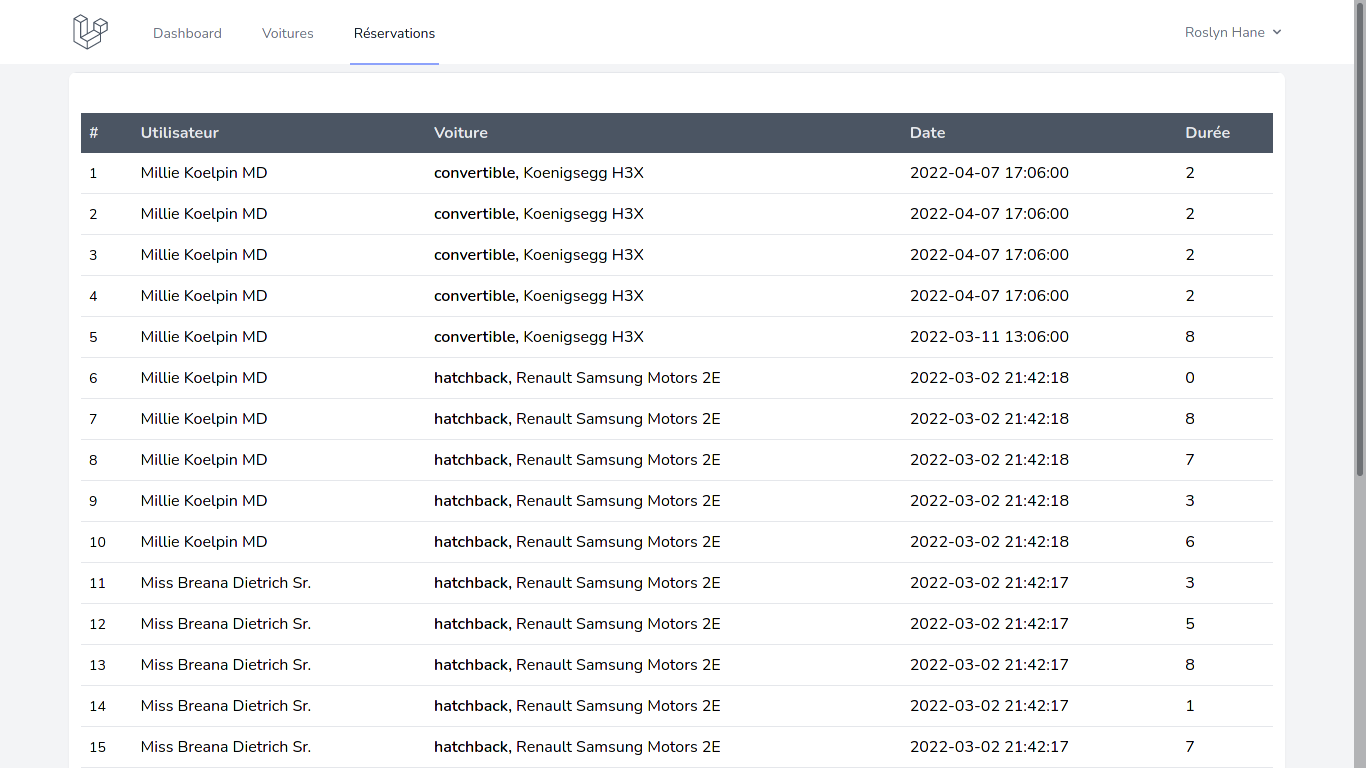 Dashboard Voitures Réservations Roslyn Hane
# Utilisateur Voiture Date Durée
1 Millie Koelpin MD convertible, Koenigsegg H3X 2022-04-07 17:06:00 2
2 Millie Koelpin MD convertible, Koenigsegg H3X 2022-04-07 17:06:00 2
3 Millie Koelpin MD convertible, Koenigsegg H3X 2022-04-07 17:06:00 2
4 Millie Koelpin MD convertible, Koenigsegg H3X 2022-04-07 17:06:00 2
5 Millie Koelpin MD convertible, Koenigsegg H3X 2022-03-11 13:06:00 8
6 Millie Koelpin MD hatchback, Renault Samsung Motors 2E 2022-03-02 21:42:18 0
7 Millie Koelpin MD hatchback, Renault Samsung Motors 2E 2022-03-02 21:42:18 8
8 Millie Koelpin MD hatchback, Renault Samsung Motors 2E 2022-03-02 21:42:18 7
9 Millie Koelpin MD hatchback, Renault Samsung Motors 2E 2022-03-02 21:42:18 3
10 Millie Koelpin MD hatchback, Renault Samsung Motors 2E 2022-03-02 21:42:18 6
11 Miss Breana Dietrich Sr. hatchback, Renault Samsung Motors 2E 2022-03-02 21:42:17 3
12 Miss Breana Dietrich Sr. hatchback, Renault Samsung Motors 2E 2022-03-02 21:42:17 5
13 Miss Breana Dietrich Sr. hatchback, Renault Samsung Motors 2E 2022-03-02 21:42:17 8
14 Miss Breana Dietrich Sr. hatchback, Renault Samsung Motors 2E 2022-03-02 21:42:17 1
15 Miss Breana Dietrich Sr. hatchback, Renault Samsung Motors 2E 2022-03-02 21:42:17 7